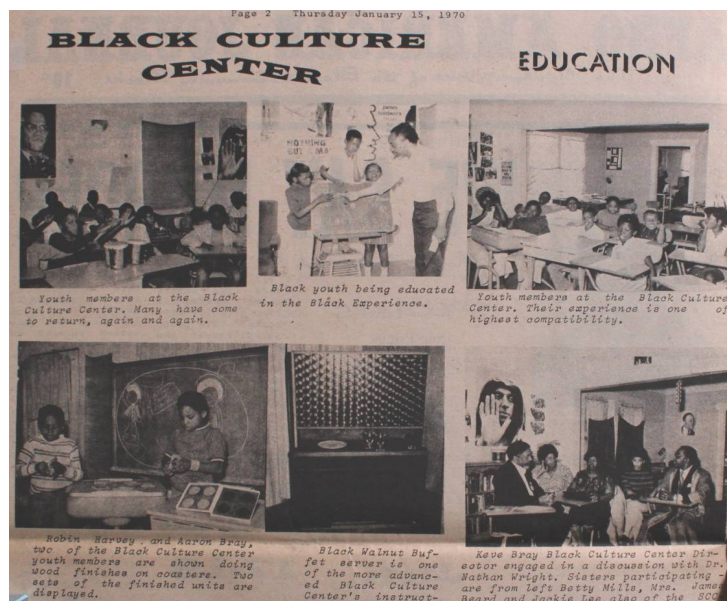 Page 2   Thursday January 15, 1970
BLACK CULTURE
CENTER
EDUCATION
NOTHING
BUT A MA
Youth members at the Black
Culture Center. Many have come
to return, again and again.
Black youth being educated
in the Black Experience.
Youth members at the Black Culture
Center. Their experience is one of
highest compatibility.
Robin Harvey and Aaron Bray,
two of the Black Culture Center
youth members are shown doing
wood finishes on coasters. Two
sets of the finished units are
displayed.
Black Walnut Buf-
fet server is one
of the more advanc-
ed Black Culture
Center's instruct-
Keve Bray Black Culture Center Dir-
ector engaged in a discussion with Dr.
Nathan Wright. Sisters participating
are from left Betty Mills, Mrs. James
Beard and Jackie Lee also of the SCC